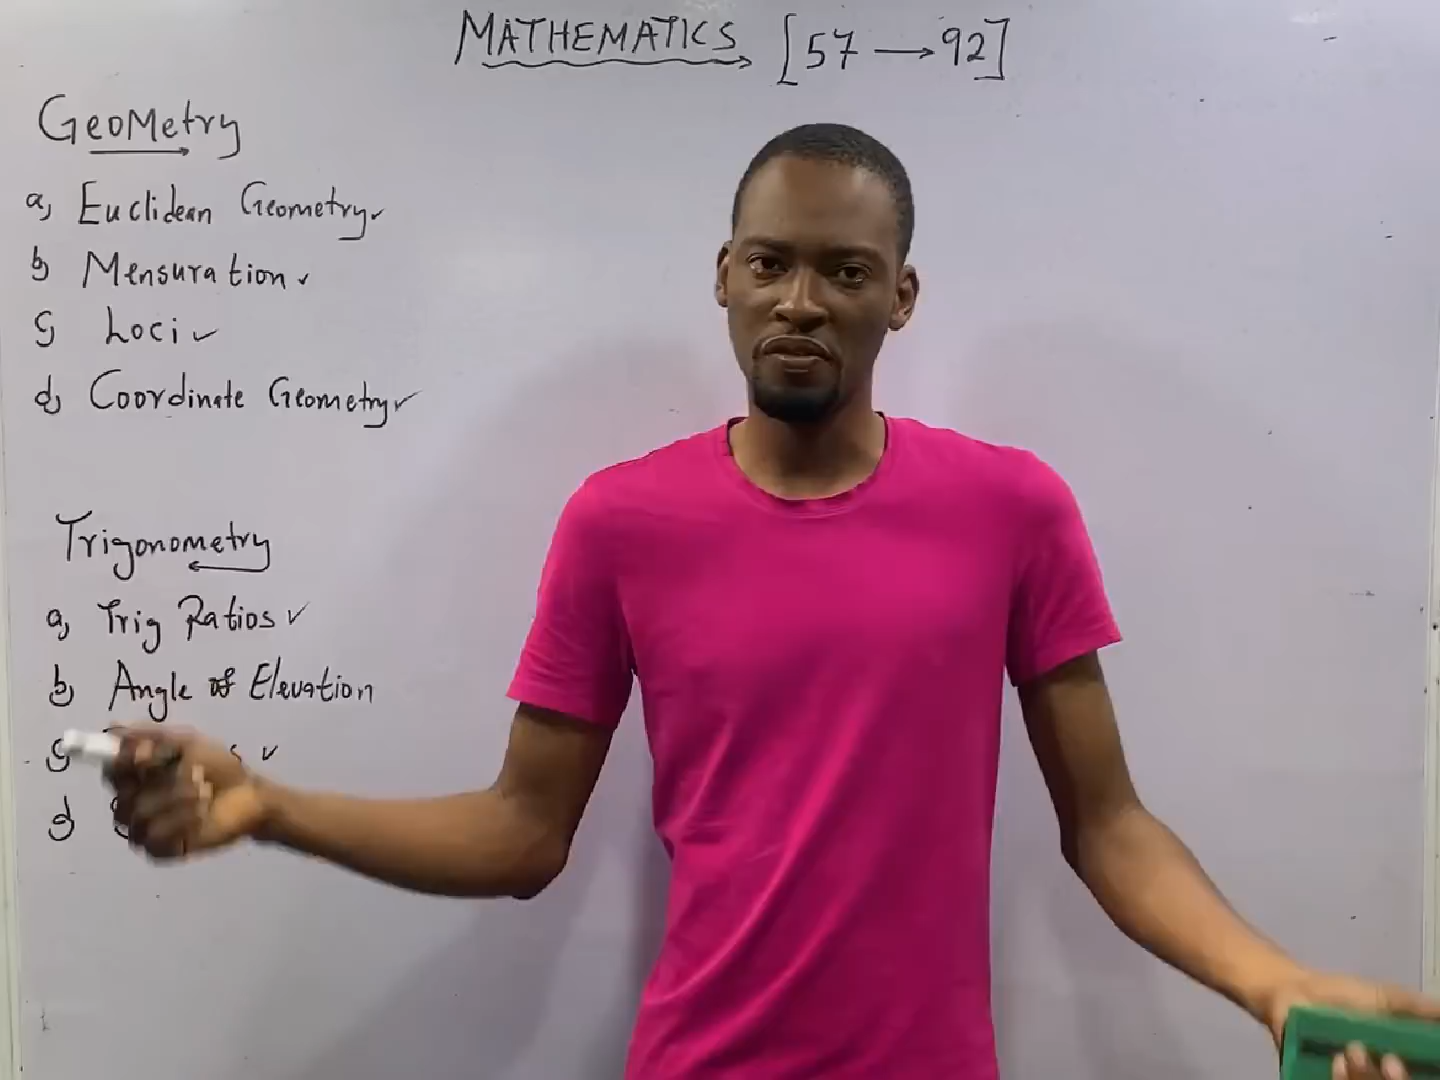 MATHEMATICS [57 → 92]
GeoMetry
a) Euclidean Geometry ✓
b) Mensuration ✓
c) Loci ✓
d) Coordinate Geometry ✓
Trigonometry
a) Trig Ratios ✓
b) Angle of Elevation
c) ✓
d)